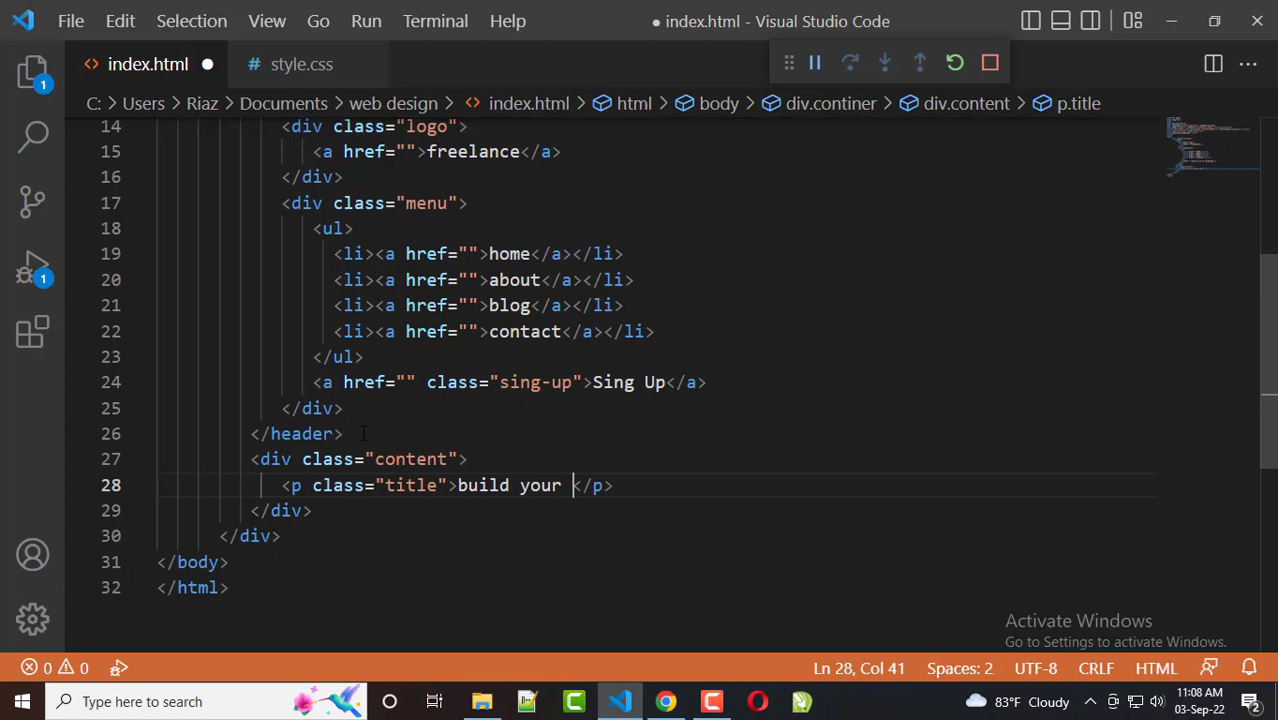 File Edit Selection View Go Run Terminal Help ● index.html - Visual Studio Code
<> index.html ● # style.css
C: > Users > Riaz > Documents > web design > <> index.html > html > body > div.continer > div.content > p.title
14 <div class="logo">
15 <a href="">freelance</a>
16 </div>
17 <div class="menu">
18 <ul>
19 <li><a href="">home</a></li>
20 <li><a href="">about</a></li>
21 <li><a href="">blog</a></li>
22 <li><a href="">contact</a></li>
23 </ul>
24 <a href="" class="sing-up">Sing Up</a>
25 </div>
26 </header>
27 <div class="content">
28 <p class="title">build your </p>
29 </div>
30 </div>
31 </body>
32 </html>
1
1
Activate Windows
Go to Settings to activate Windows.
0 0 Ln 28, Col 41 Spaces: 2 UTF-8 CRLF HTML
Type here to search 83°F Cloudy 11:08 AM
03-Sep-22 2